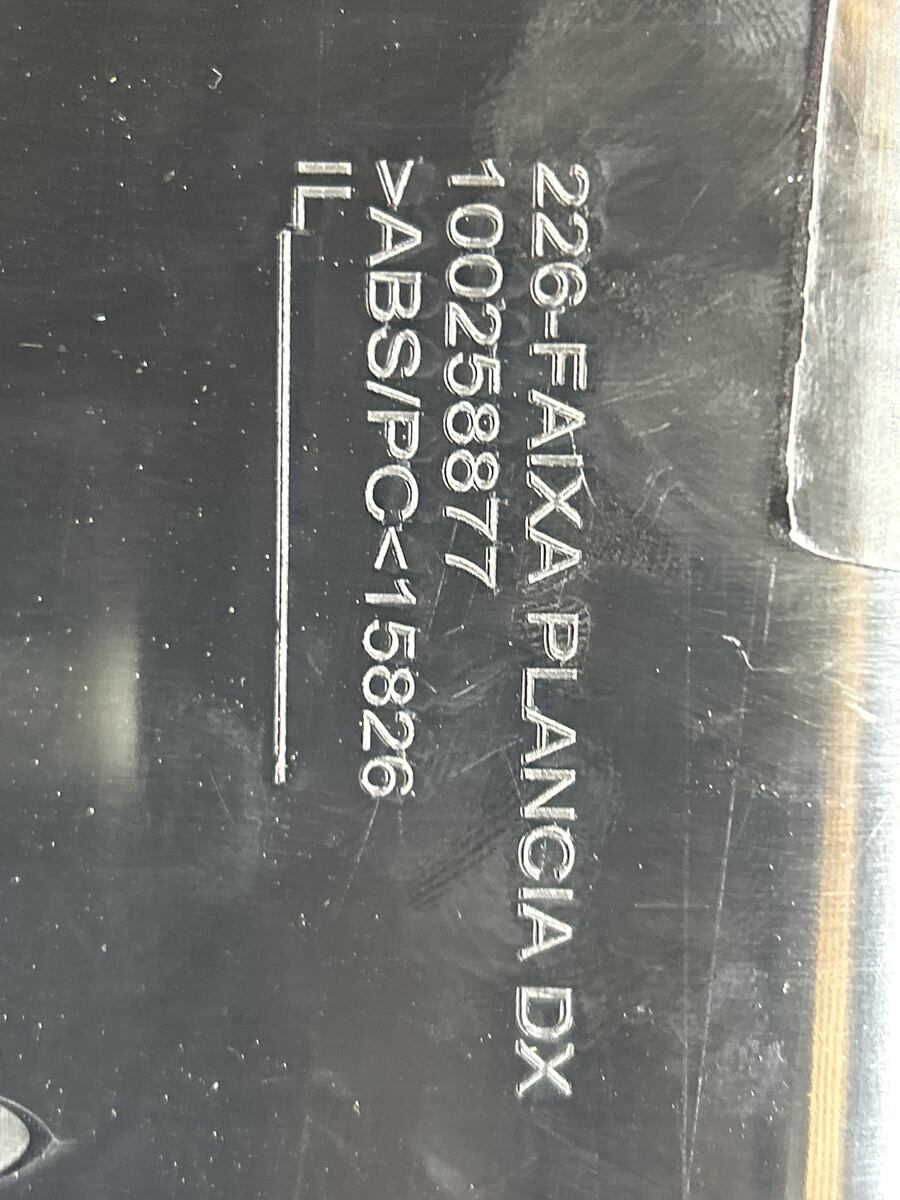 226-FAIXA PLANCIA DX
100258877
>ABS/PC<15826
IL